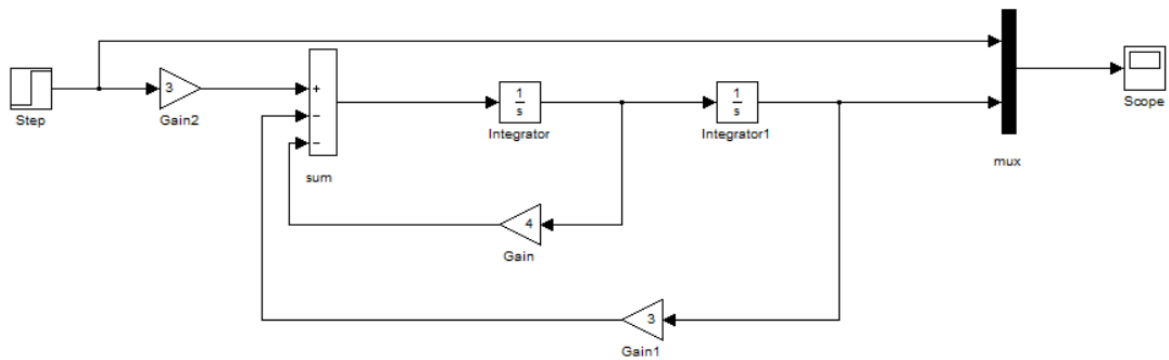 Step
3
Gain2
+
−
−
sum
1
s
Integrator
1
s
Integrator1
mux
Scope
4
Gain
3
Gain1